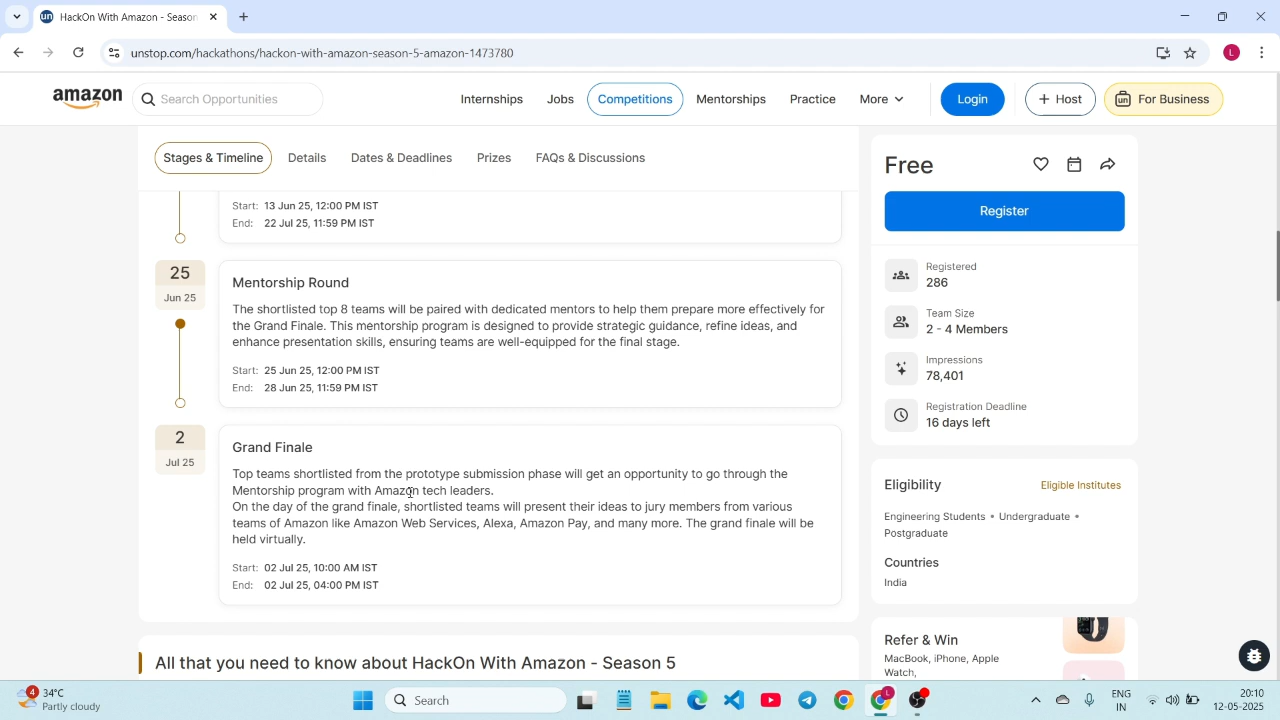 un HackOn With Amazon - Season
unstop.com/hackathons/hackon-with-amazon-season-5-amazon-1473780
L
amazon
Search Opportunities
Internships
Jobs
Competitions
Mentorships
Practice
More
Login
+ Host
un For Business
Stages & Timeline
Details
Dates & Deadlines
Prizes
FAQs & Discussions
Start: 13 Jun 25, 12:00 PM IST
End: 22 Jul 25, 11:59 PM IST
25
Jun 25
Mentorship Round
The shortlisted top 8 teams will be paired with dedicated mentors to help them prepare more effectively for
the Grand Finale. This mentorship program is designed to provide strategic guidance, refine ideas, and
enhance presentation skills, ensuring teams are well-equipped for the final stage.
Start: 25 Jun 25, 12:00 PM IST
End: 28 Jun 25, 11:59 PM IST
2
Jul 25
Grand Finale
Top teams shortlisted from the prototype submission phase will get an opportunity to go through the
Mentorship program with Amazon tech leaders.
On the day of the grand finale, shortlisted teams will present their ideas to jury members from various
teams of Amazon like Amazon Web Services, Alexa, Amazon Pay, and many more. The grand finale will be
held virtually.
Start: 02 Jul 25, 10:00 AM IST
End: 02 Jul 25, 04:00 PM IST
All that you need to know about HackOn With Amazon - Season 5
Free
Register
Registered
286
Team Size
2 - 4 Members
Impressions
78,401
Registration Deadline
16 days left
Eligibility
Eligible Institutes
Engineering Students • Undergraduate •
Postgraduate
Countries
India
Refer & Win
MacBook, iPhone, Apple
Watch,
4
34°C
Partly cloudy
Search
L
ENG
IN
20:10
12-05-2025